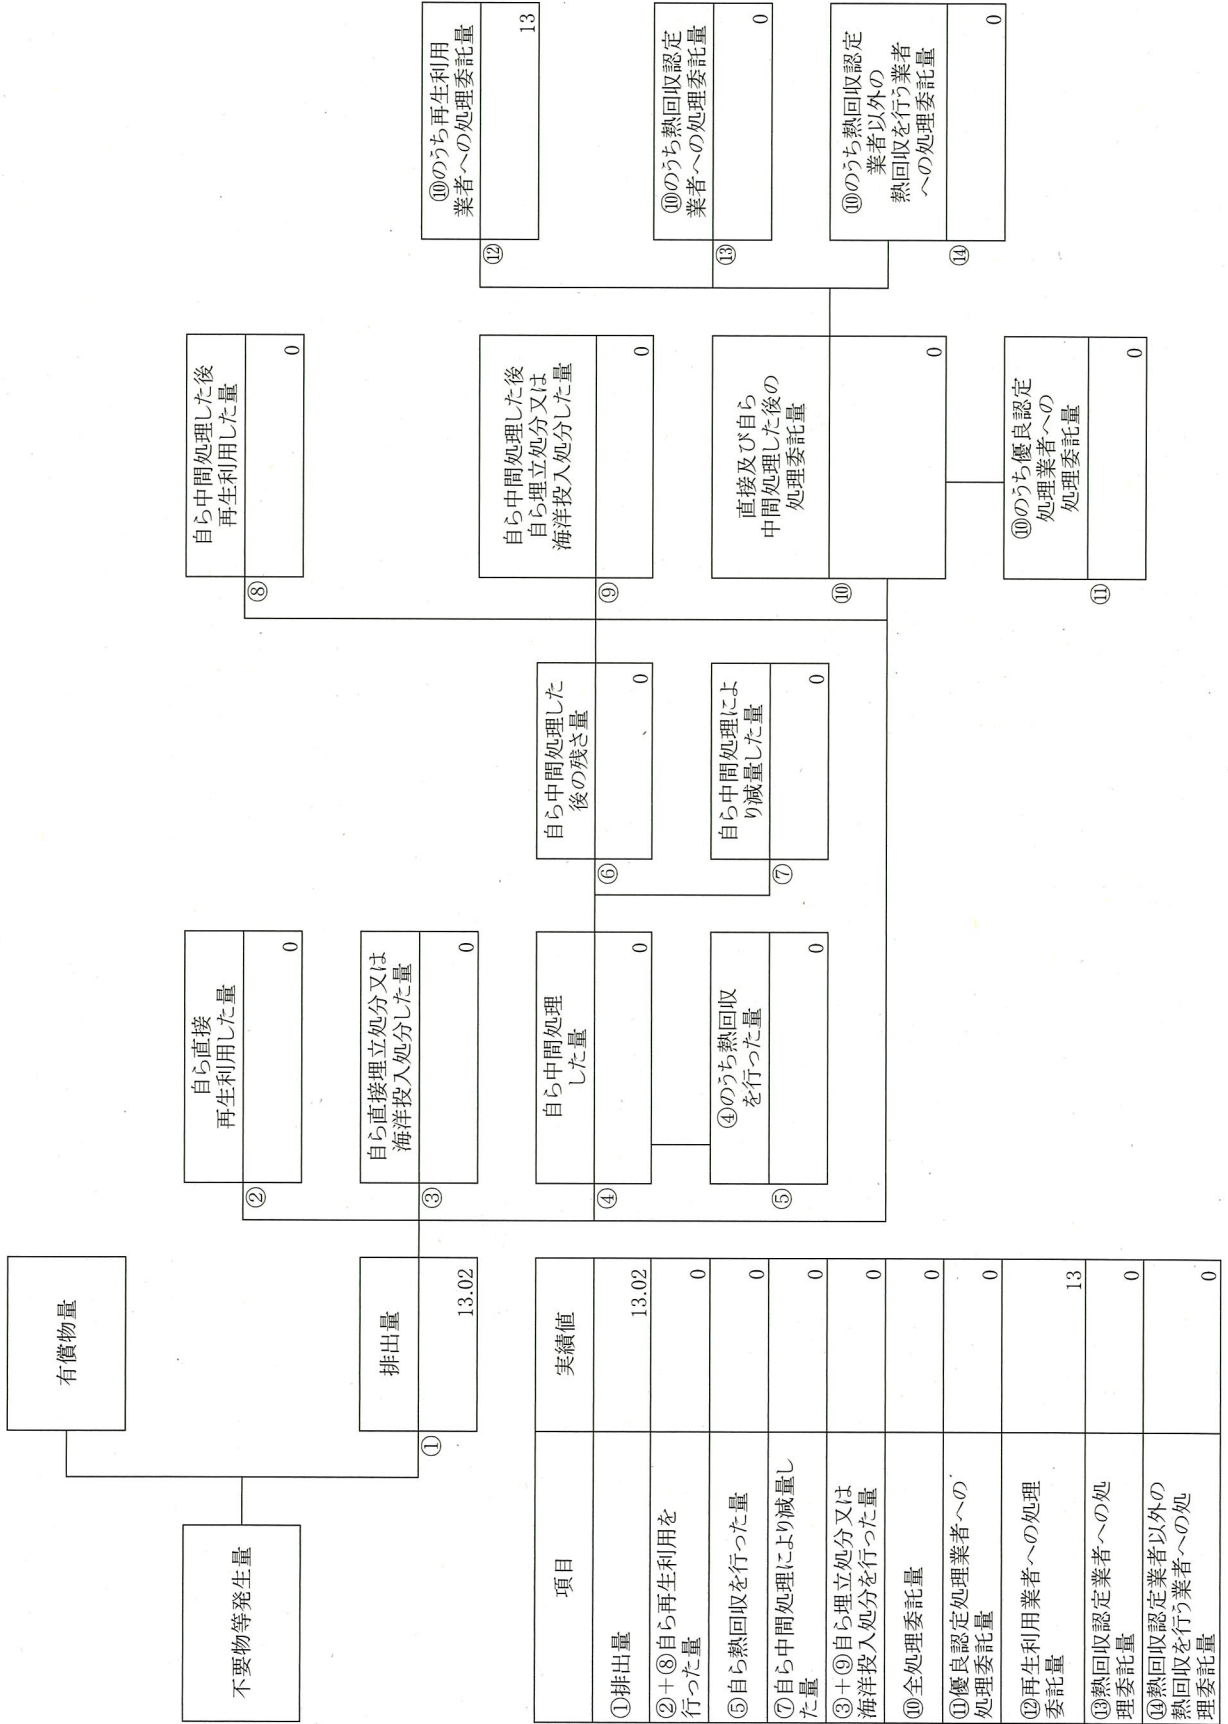 有償物量
不要物等発生量
①
排出量
13.02
②
自ら直接
再生利用した量
0
③
自ら直接埋立処分又は
海洋投入処分した量
0
④
自ら中間処理
した量
0
⑤
④のうち熱回収
を行った量
0
⑥
自ら中間処理した
後の残さ量
0
⑦
自ら中間処理によ
り減量した量
0
⑧
自ら中間処理した後
再生利用した量
0
⑨
自ら中間処理した後
自ら埋立処分又は
海洋投入処分した量
0
⑩
直接及び自ら
中間処理した後の
処理委託量
0
⑪
⑩のうち優良認定
処理業者への
処理委託量
0
⑫
⑩のうち再生利用
業者への処理委託量
13
⑬
⑩のうち熱回収認定
業者への処理委託量
0
⑭
⑩のうち熱回収認定
業者以外の
熱回収を行う業者
への処理委託量
0
項目 実績値
①排出量 13.02
②+⑧自ら再生利用を
行った量 0
⑤自ら熱回収を行った量 0
⑦自ら中間処理により減量し
た量 0
③+⑨自ら埋立処分又は
海洋投入処分を行った量 0
⑩全処理委託量 0
⑪優良認定処理業者への
処理委託量 0
⑫再生利用業者への処理
委託量 13
⑬熱回収認定業者への処
理委託量 0
⑭熱回収認定業者以外の
熱回収を行う業者への処
理委託量 0